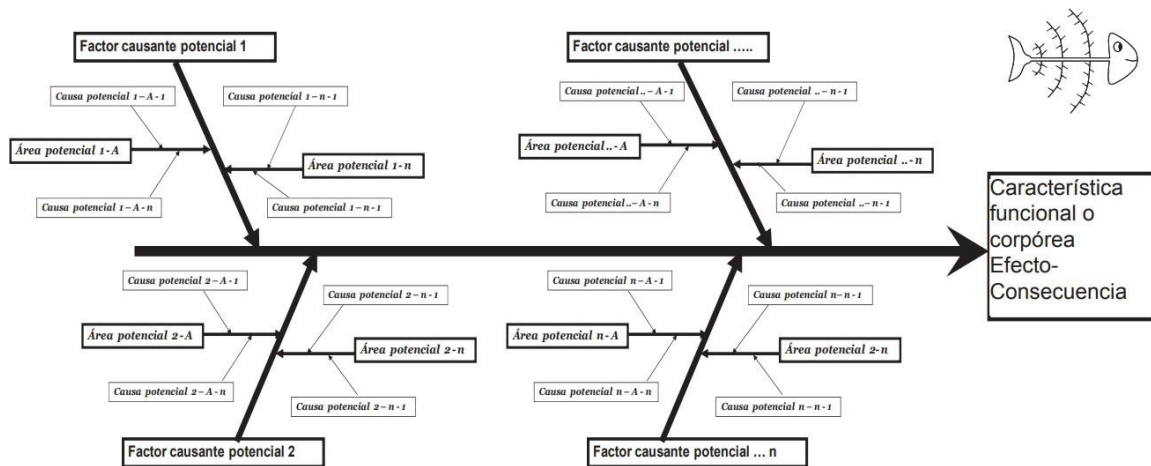 Factor causante potencial 1
Factor causante potencial .....
Causa potencial 1 – A - 1
Causa potencial 1 – n - 1
Área potencial 1-A
Área potencial 1-n
Causa potencial 1 – A - n
Causa potencial 1 – n - 1
Causa potencial .. – A - 1
Causa potencial .. – n - 1
Área potencial .. - A
Área potencial .. - n
Causa potencial .. – A - n
Causa potencial .. – n - 1
Característica
funcional o
corpórea
Efecto-
Consecuencia
Causa potencial 2 – A - 1
Causa potencial 2 – n - 1
Área potencial 2-A
Área potencial 2-n
Causa potencial 2 – A - n
Causa potencial 2 – n - 1
Causa potencial n – A - 1
Causa potencial n – n - 1
Área potencial n- A
Área potencial 2-n
Causa potencial n – A - n
Causa potencial n – n - 1
Factor causante potencial 2
Factor causante potencial ... n